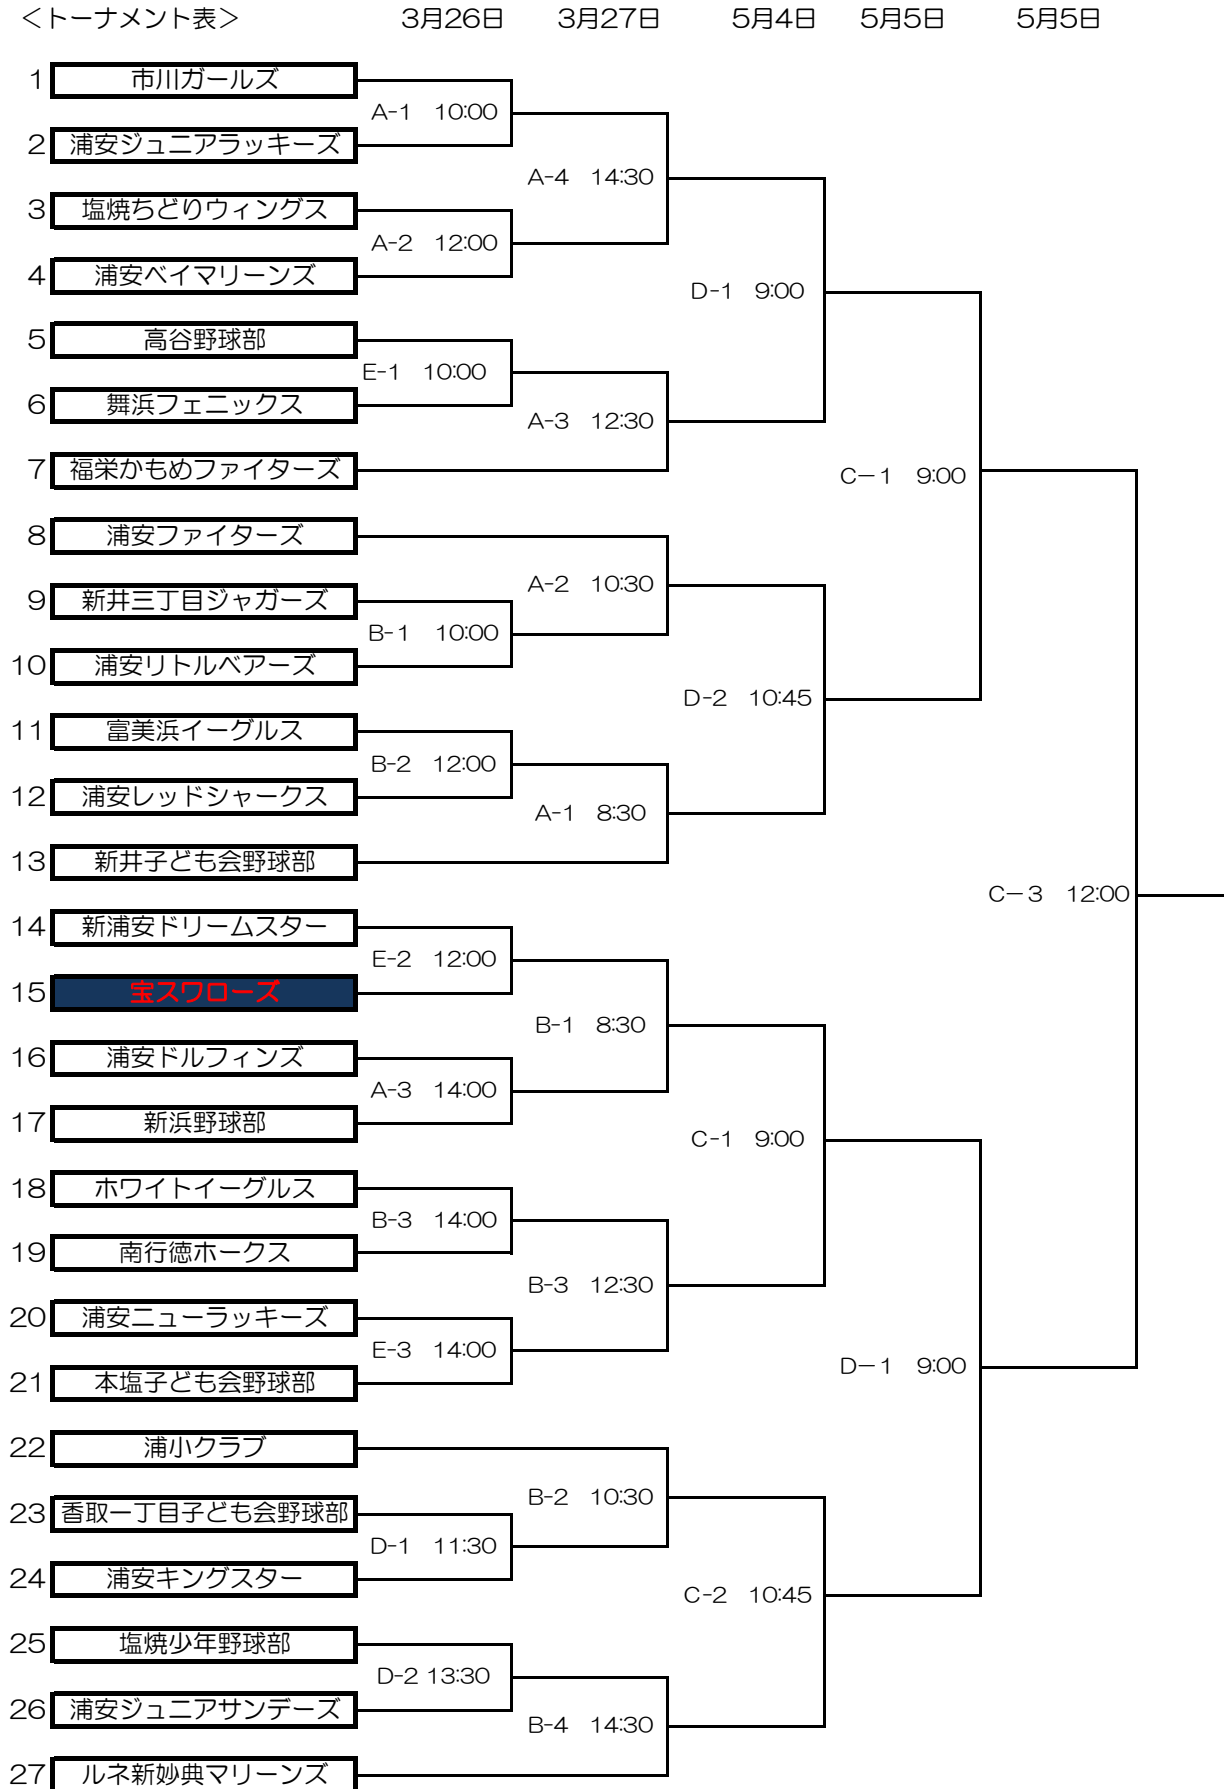 ＜トーナメント表＞ 3月26日 3月27日 5月4日 5月5日 5月5日
1 市川ガールズ
A-1 10:00
2 浦安ジュニアラッキーズ
A-4 14:30
3 塩焼ちどりウィングス
A-2 12:00
4 浦安ベイマリーンズ
D-1 9:00
5 高谷野球部
E-1 10:00
6 舞浜フェニックス
A-3 12:30
7 福栄かもめファイターズ
C－1 9:00
8 浦安ファイターズ
A-2 10:30
9 新井三丁目ジャガーズ
B-1 10:00
10 浦安リトルベアーズ
D-2 10:45
11 富美浜イーグルス
B-2 12:00
12 浦安レッドシャークス
A-1 8:30
13 新井子ども会野球部
C－3 12:00
14 新浦安ドリームスター
E-2 12:00
15 宝スワローズ
B-1 8:30
16 浦安ドルフィンズ
A-3 14:00
17 新浜野球部
C-1 9:00
18 ホワイトイーグルス
B-3 14:00
19 南行徳ホークス
B-3 12:30
20 浦安ニューラッキーズ
E-3 14:00
D－1 9:00
21 本塩子ども会野球部
22 浦小クラブ
B-2 10:30
23 香取一丁目子ども会野球部
D-1 11:30
24 浦安キングスター
C-2 10:45
25 塩焼少年野球部
D-2 13:30
26 浦安ジュニアサンデーズ
B-4 14:30
27 ルネ新妙典マリーンズ